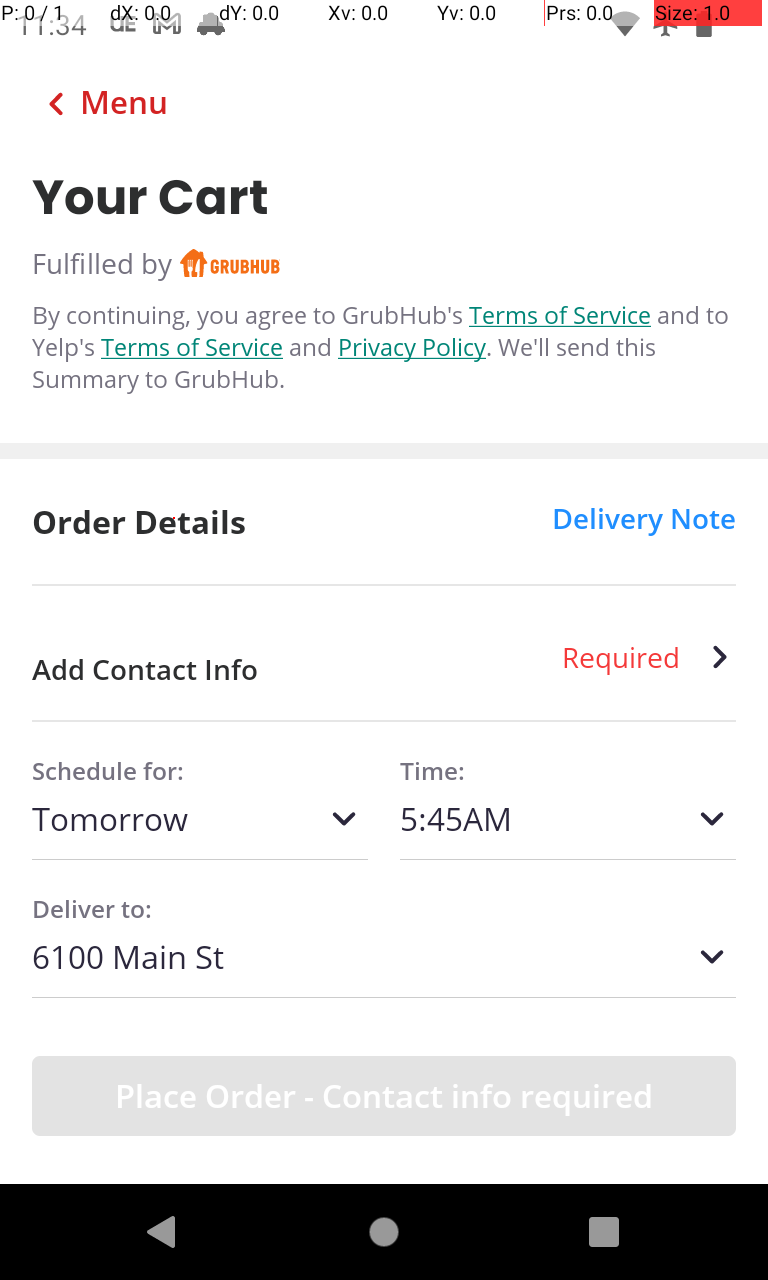 P: 0 / 1 dX: 0.0 dY: 0.0 Xv: 0.0 Yv: 0.0 Prs: 0.0 Size: 1.0
11:34
Menu
Your Cart
Fulfilled by GRUBHUB
By continuing, you agree to GrubHub's Terms of Service and to
Yelp's Terms of Service and Privacy Policy. We'll send this
Summary to GrubHub.
Order Details
Delivery Note
Add Contact Info
Required
Schedule for:
Time:
Tomorrow
5:45AM
Deliver to:
6100 Main St
Place Order - Contact info required